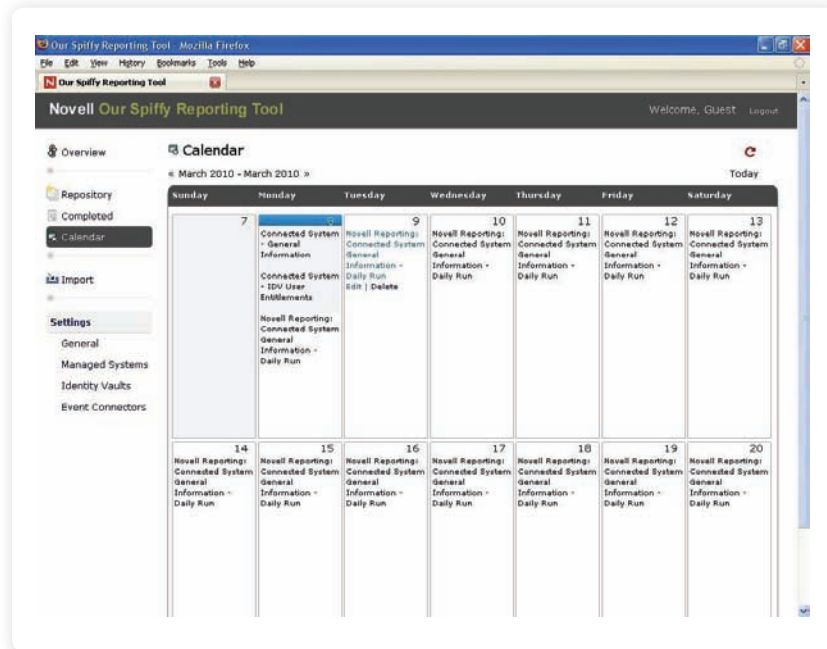 Our Spiffy Reporting Tool - Mozilla Firefox
File Edit View History Bookmarks Tools Help
Our Spiffy Reporting Tool
Novell Our Spiffy Reporting Tool
Welcome, Guest Logout
Overview
Repository
Completed
Calendar
Import
Settings
General
Managed Systems
Identity Vaults
Event Connectors
Calendar
« March 2010 - March 2010 »
Today
Sunday Monday Tuesday Wednesday Thursday Friday Saturday
7
8
Connected System
- General
Information
Connected System
- IDV User
Entitlements
Novell Reporting:
Connected System
General
Information -
Daily Run
9
Novell Reporting:
Connected System
General
Information -
Daily Run
Edit | Delete
10
Novell Reporting:
Connected System
General
Information -
Daily Run
11
Novell Reporting:
Connected System
General
Information -
Daily Run
12
Novell Reporting:
Connected System
General
Information -
Daily Run
13
Novell Reporting:
Connected System
General
Information -
Daily Run
14
Novell Reporting:
Connected System
General
Information -
Daily Run
15
Novell Reporting:
Connected System
General
Information -
Daily Run
16
Novell Reporting:
Connected System
General
Information -
Daily Run
17
Novell Reporting:
Connected System
General
Information -
Daily Run
18
Novell Reporting:
Connected System
General
Information -
Daily Run
19
Novell Reporting:
Connected System
General
Information -
Daily Run
20
Novell Reporting:
Connected System
General
Information -
Daily Run